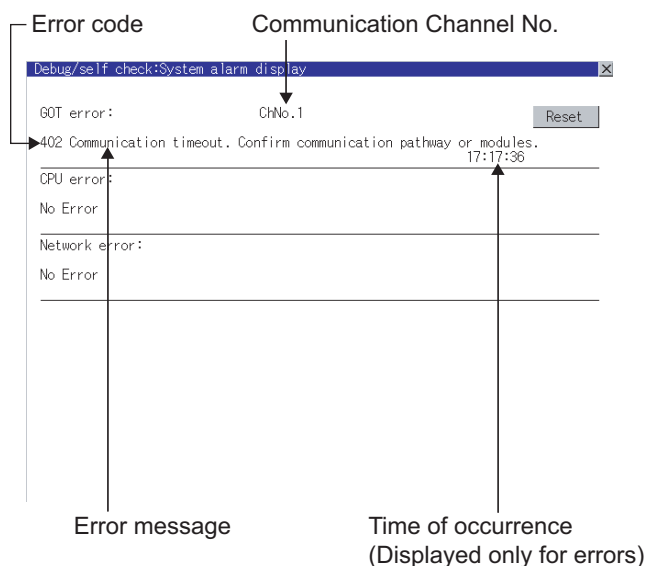 Error code
Communication Channel No.
Debug/self check:System alarm display
GOT error:
ChNo.1
Reset
402 Communication timeout. Confirm communication pathway or modules.
17:17:36
CPU error:
No Error
Network error:
No Error
Error message
Time of occurrence
(Displayed only for errors)